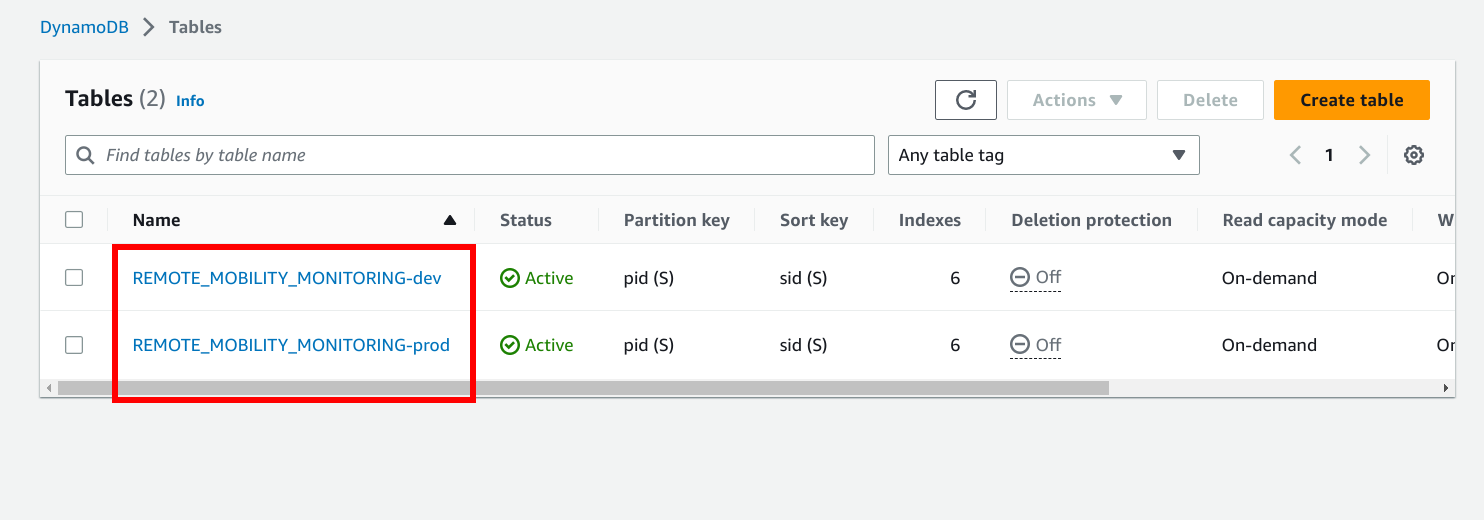 DynamoDB Tables
Tables (2) Info
Actions Delete Create table
Find tables by table name Any table tag 1
Name Status Partition key Sort key Indexes Deletion protection Read capacity mode W
REMOTE_MOBILITY_MONITORING-dev Active pid (S) sid (S) 6 Off On-demand Or
REMOTE_MOBILITY_MONITORING-prod Active pid (S) sid (S) 6 Off On-demand Or